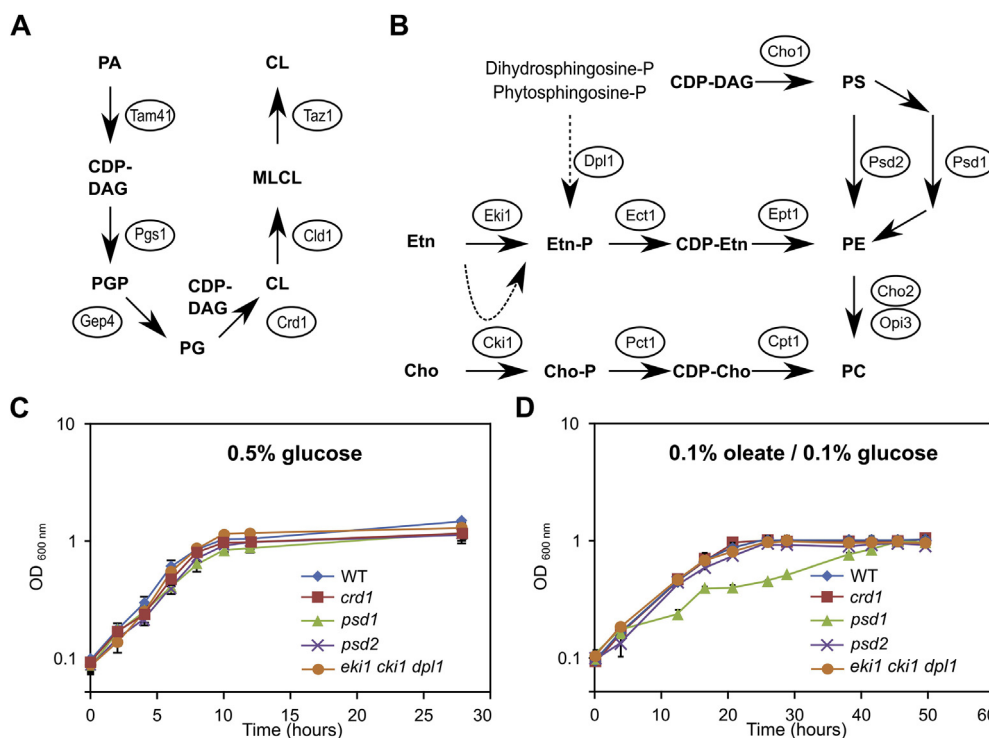 A
PA
CL
Tam41
Taz1
CDP-
DAG
MLCL
Pgs1
Cld1
PGP
CDP-
DAG
CL
Gep4
Crd1
PG
B
Cho1
Dihydrosphingosine-P
Phytosphingosine-P
CDP-DAG
PS
Dpl1
Psd2
Psd1
Eki1
Ect1
Ept1
Etn
Etn-P
CDP-Etn
PE
Cho2
Opi3
Cki1
Pct1
Cpt1
Cho
Cho-P
CDP-Cho
PC
C
10
1
0.1
OD 600 nm
0.5% glucose
WT
crd1
psd1
psd2
eki1 cki1 dpl1
0 5 10 15 20 25 30
Time (hours)
D
10
1
0.1
OD 600 nm
0.1% oleate / 0.1% glucose
WT
crd1
psd1
psd2
eki1 cki1 dpl1
0 10 20 30 40 50 60
Time (hours)